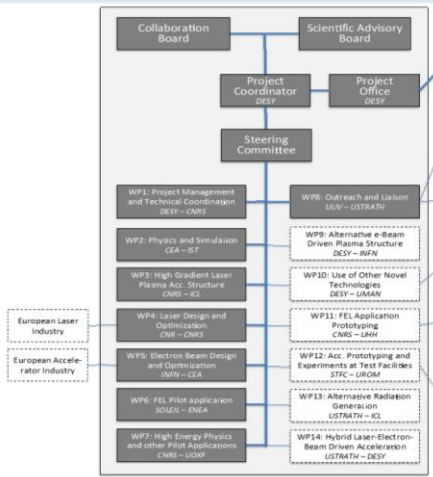 Collaboration
Board
Scientific Advisory
Board
Project
Coordinator
DESY
Project
Office
DESY
Steering
Committee
WP1: Project Management
and Technical Coordination
DESY – CNRS
WP8: Outreach and Liaison
ULIV – USTRATH
WP2: Physics and Simulation
CEA – IST
WP9: Alternative e-Beam
Driven Plasma Structure
DESY – INFN
WP3: High Gradient Laser
Plasma Acc. Structure
CNRS – ICL
WP10: Use of Other Novel
Technologies
DESY – UMAN
European Laser
Industry
WP4: Laser Design and
Optimization
CNR – CNRS
WP11: FEL Application
Prototyping
CNRS – UHH
European Accele-
rator Industry
WP5: Electron Beam Design
and Optimization
INFN – CEA
WP12: Acc. Prototyping and
Experiments at Test Facilities
STFC – UROM
WP6: FEL Pilot application
SOLEIL – ENEA
WP13: Alternative Radiation
Generation
USTRATH – ICL
WP7: High Energy Physics
and other Pilot Applications
CNRS – UOXF
WP14: Hybrid Laser-Electron-
Beam Driven Acceleration
USTRATH – DESY